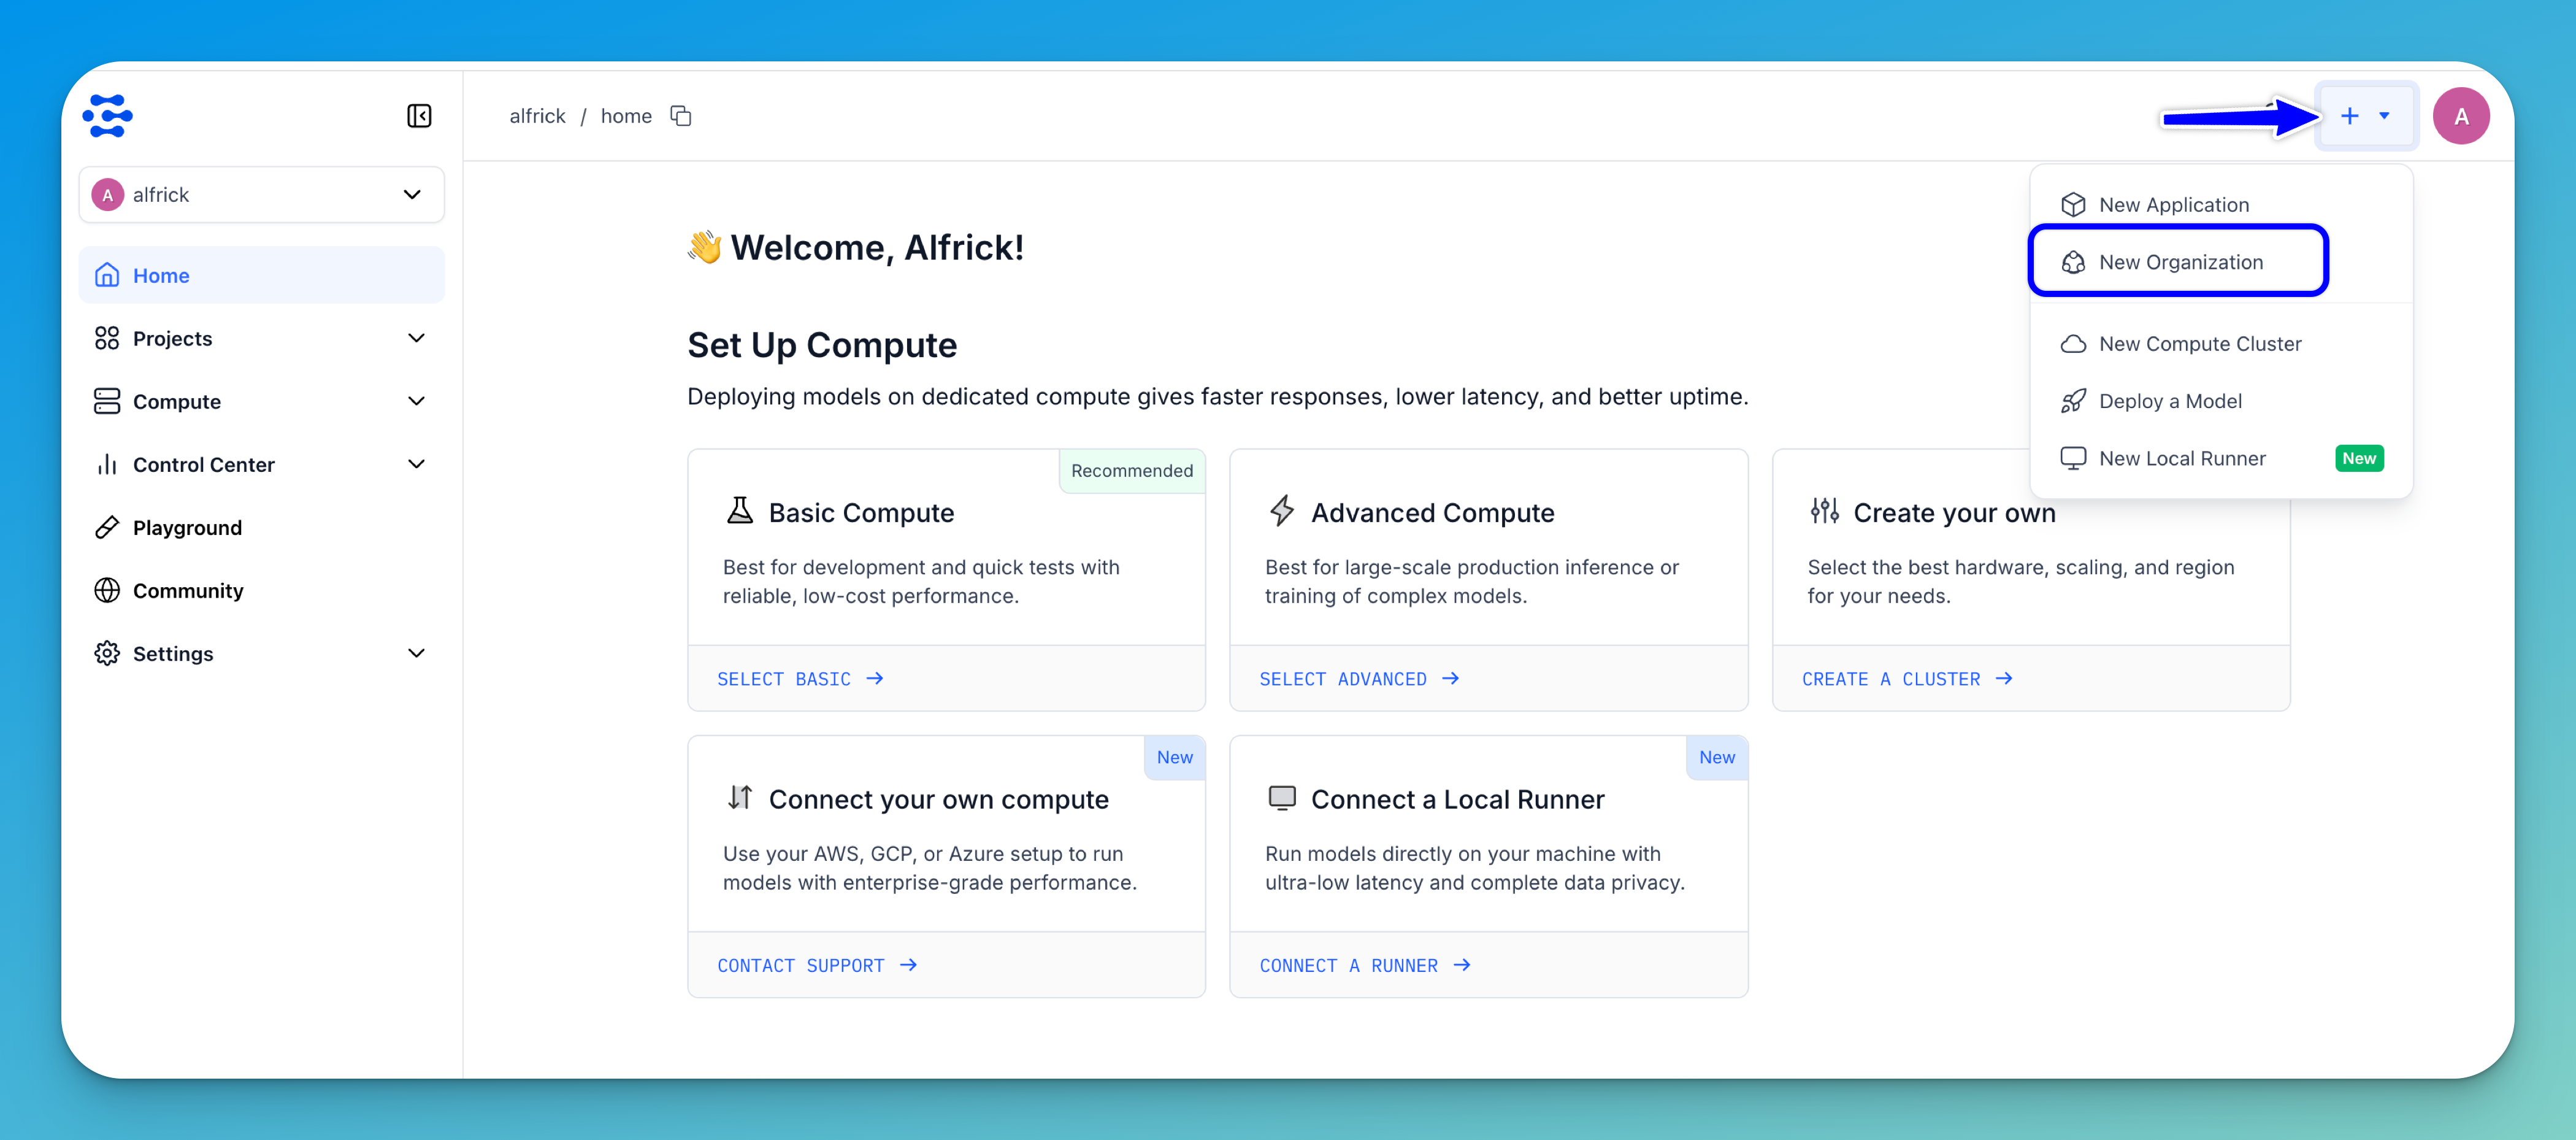 alfrick / home
A
A alfrick
Home
Projects
Compute
Control Center
Playground
Community
Settings
New Application
New Organization
New Compute Cluster
Deploy a Model
New Local Runner New
👋 Welcome, Alfrick!
Set Up Compute
Deploying models on dedicated compute gives faster responses, lower latency, and better uptime.
Recommended
Basic Compute
Best for development and quick tests with
reliable, low-cost performance.
SELECT BASIC →
Advanced Compute
Best for large-scale production inference or
training of complex models.
SELECT ADVANCED →
Create your own
Select the best hardware, scaling, and region
for your needs.
CREATE A CLUSTER →
New
Connect your own compute
Use your AWS, GCP, or Azure setup to run
models with enterprise-grade performance.
CONTACT SUPPORT →
New
Connect a Local Runner
Run models directly on your machine with
ultra-low latency and complete data privacy.
CONNECT A RUNNER →